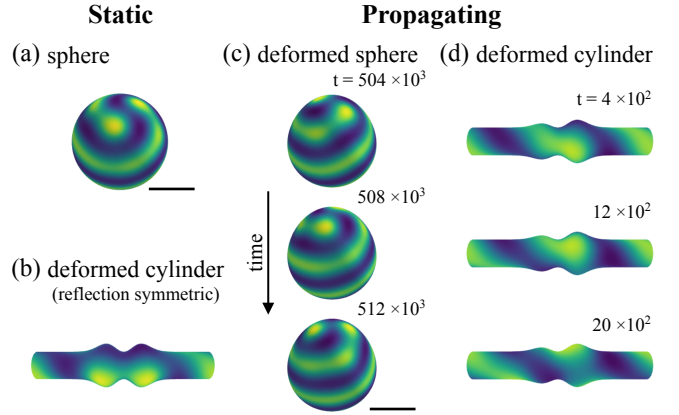 Static
Propagating
(a) sphere
(c) deformed sphere
(d) deformed cylinder
t = 504 ×10³
t = 4 ×10²
508 ×10³
12 ×10²
time
(b) deformed cylinder
(reflection symmetric)
512 ×10³
20 ×10²